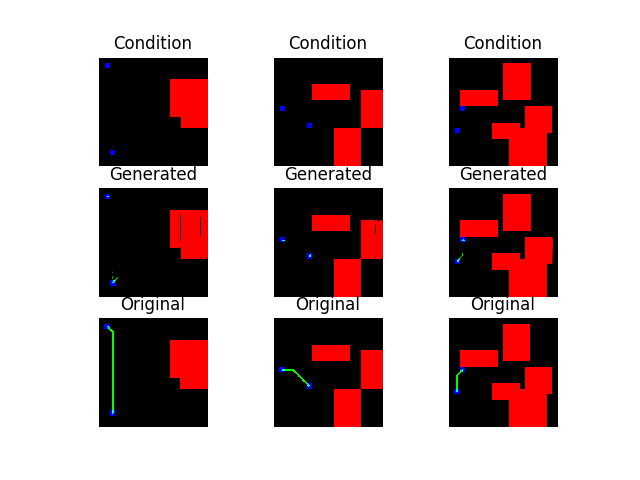 Condition Condition Condition
Generated Generated Generated
Original Original Original